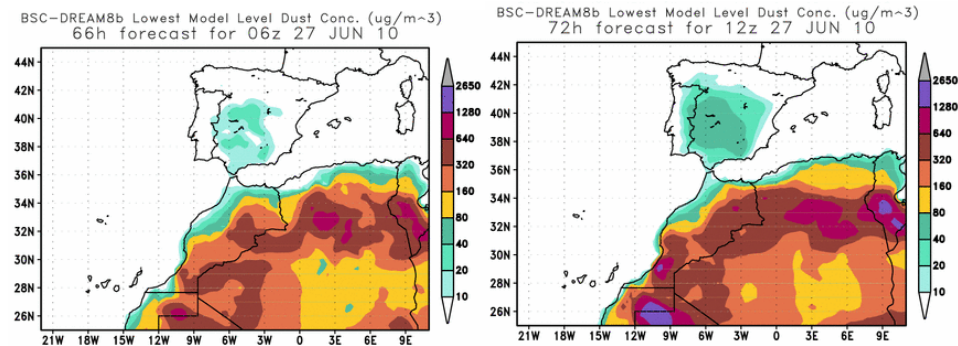 BSC-DREAM8b Lowest Model Level Dust Conc. (ug/m^3)
66h forecast for 06z 27 JUN 10
44N
42N
40N
38N
36N
34N
32N
30N
28N
26N
21W
18W
15W
12W
9W
6W
3W
0
3E
6E
9E
2650
1280
640
320
160
80
40
20
10
BSC-DREAM8b Lowest Model Level Dust Conc. (ug/m^3)
72h forecast for 12z 27 JUN 10
44N
42N
40N
38N
36N
34N
32N
30N
28N
26N
21W
18W
15W
12W
9W
6W
3W
0
3E
6E
9E
2650
1280
640
320
160
80
40
20
10